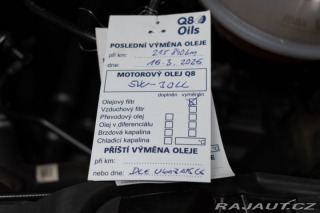 Q8
Oils
POSLEDNÍ VÝMĚNA OLEJE
při km:
dne: 16.3.2026
MOTOROVÝ OLEJ Q8
5W-30LL
doplněn vyměněn
Olejový filtr
Vzduchový filtr
Převodový olej
Olej v diferenciálu
Brzdová kapalina
Chladicí kapalina °C
PŘÍŠTÍ VÝMĚNA OLEJE
při km:
nebo dne: DLE
RAJAUT.CZ